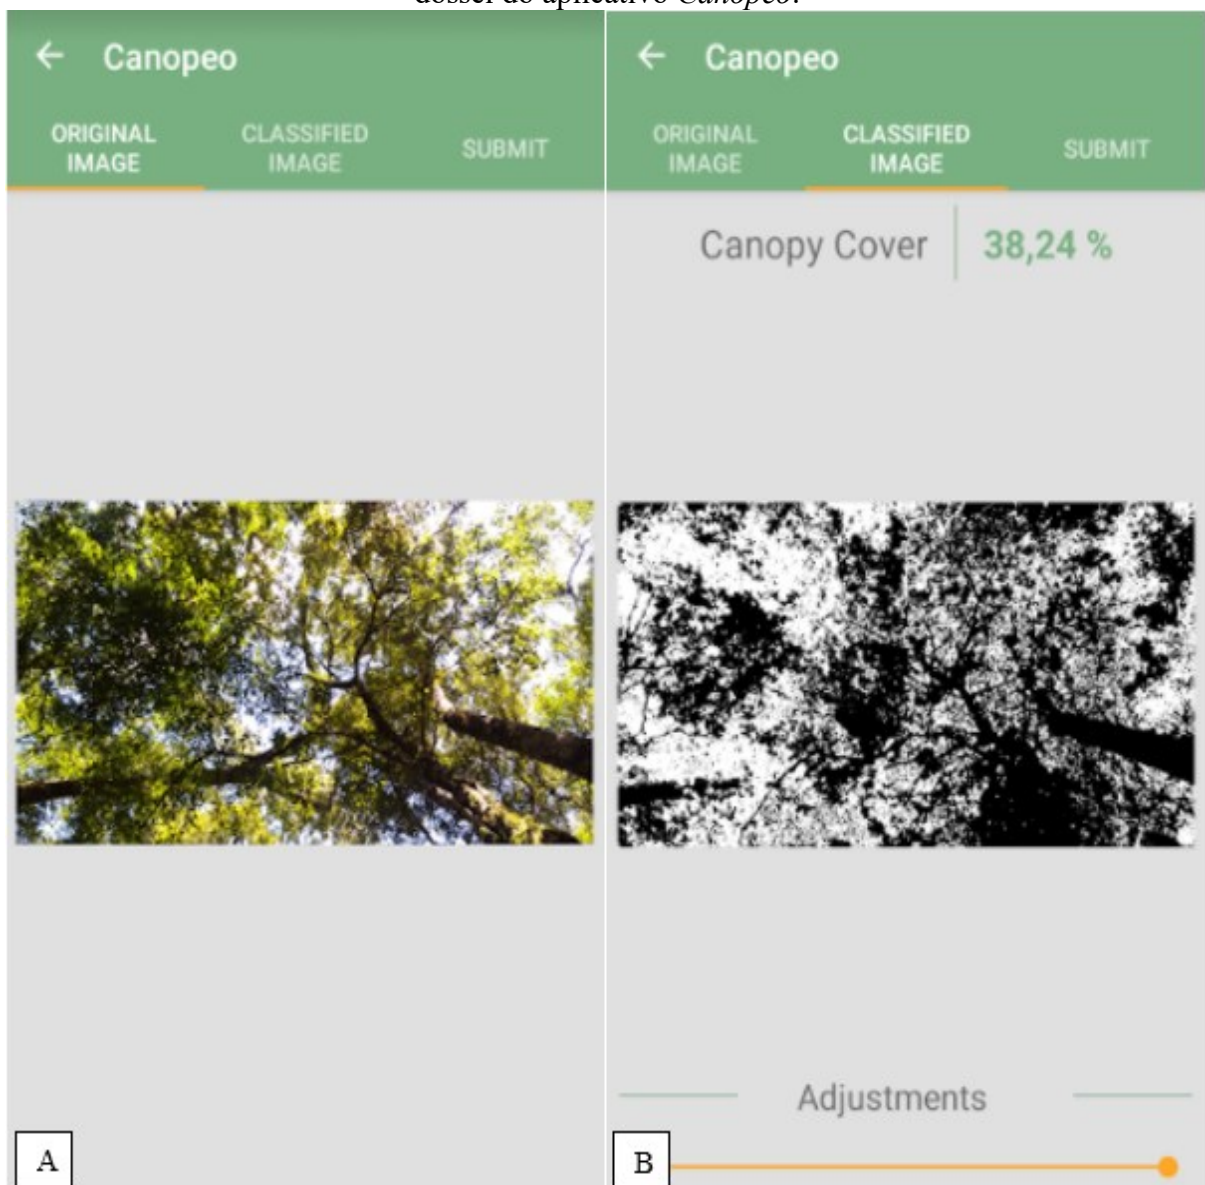 dossel do aplicativo Canopeo.
← Canopeo
ORIGINAL IMAGE
CLASSIFIED IMAGE
SUBMIT
A
← Canopeo
ORIGINAL IMAGE
CLASSIFIED IMAGE
SUBMIT
Canopy Cover 38,24 %
Adjustments
B